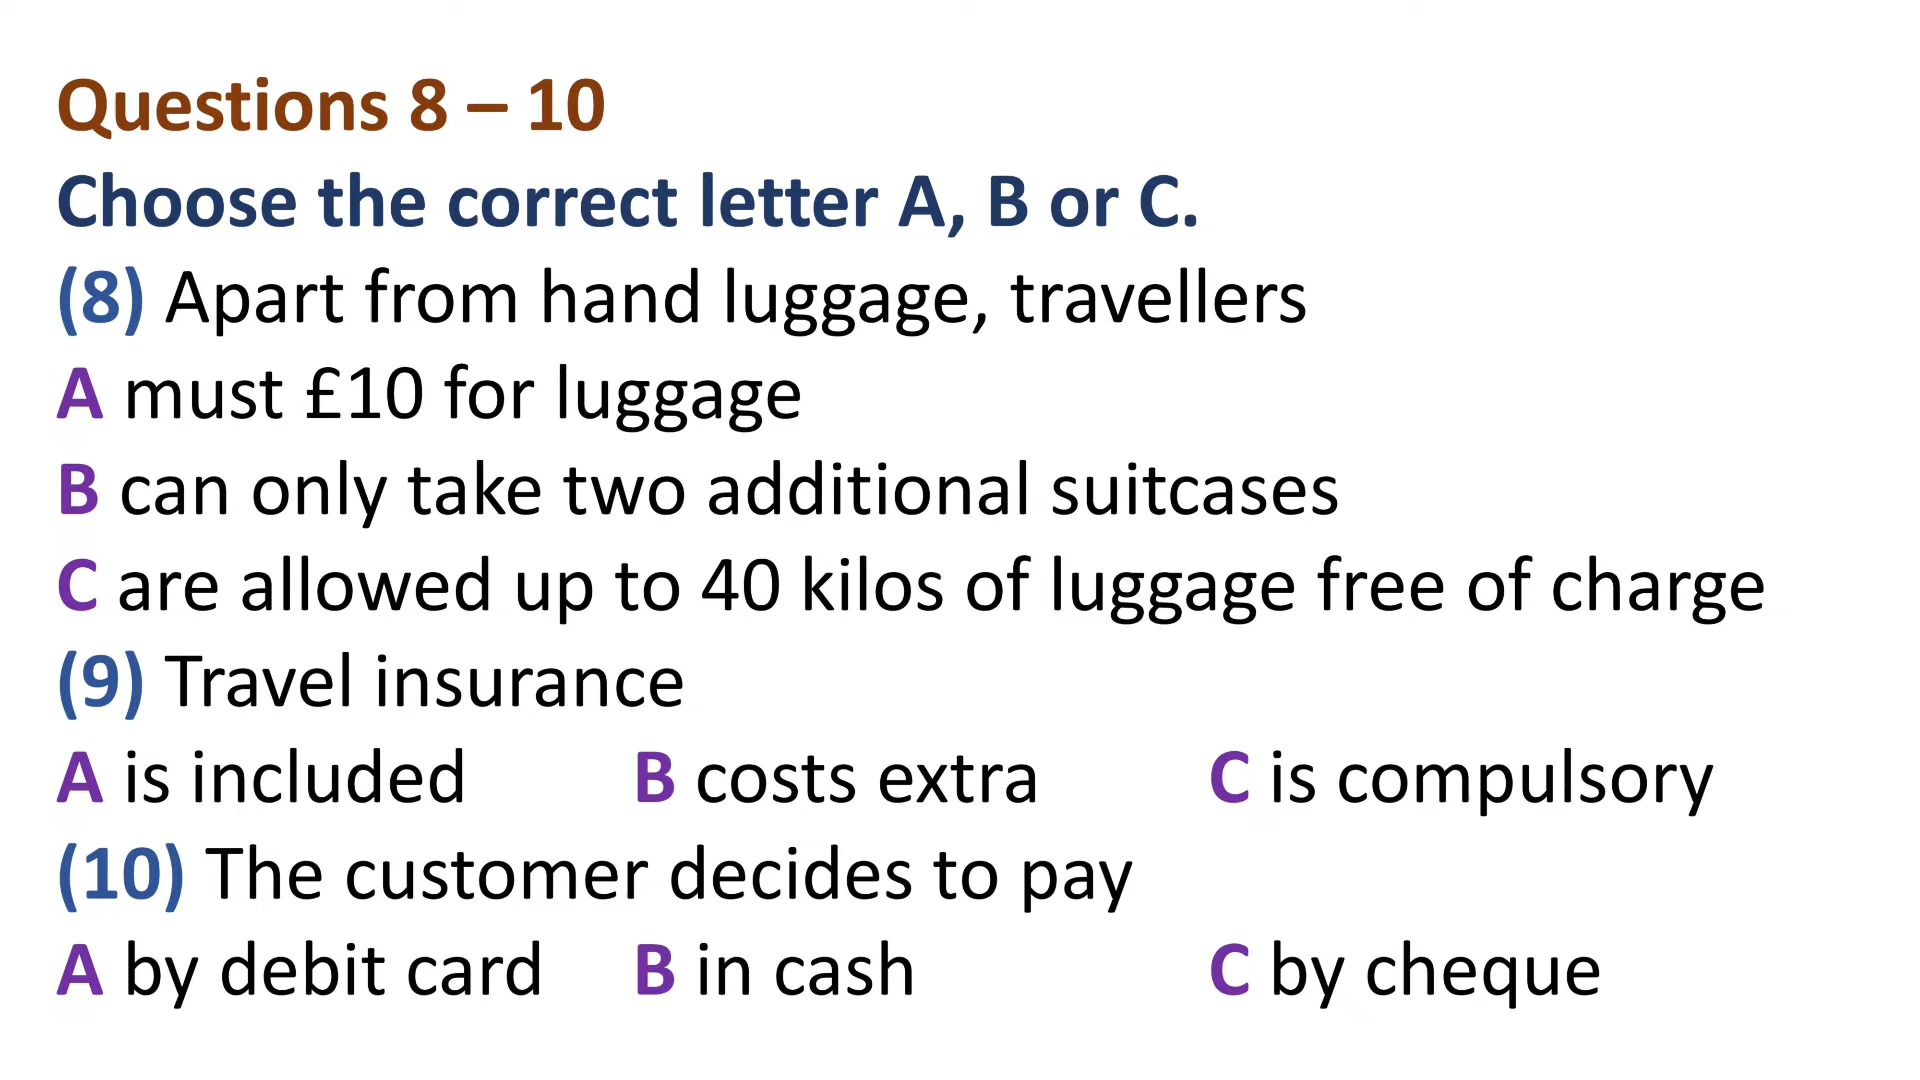 Questions 8 – 10
Choose the correct letter A, B or C.
(8) Apart from hand luggage, travellers
A must £10 for luggage
B can only take two additional suitcases
C are allowed up to 40 kilos of luggage free of charge
(9) Travel insurance
A is included B costs extra C is compulsory
(10) The customer decides to pay
A by debit card B in cash C by cheque